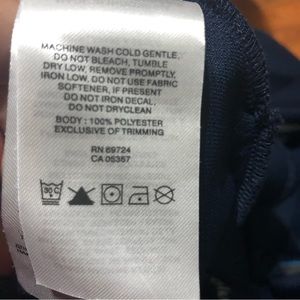 MACHINE WASH COLD GENTLE,
DO NOT BLEACH, TUMBLE
DRY LOW, REMOVE PROMPTLY,
IRON LOW. DO NOT USE FABRIC
SOFTENER, IF PRESENT
DO NOT IRON DECAL,
DO NOT DRYCLEAN
BODY : 100% POLYESTER
EXCLUSIVE OF TRIMMING
RN 69724
CA 05357
30 C